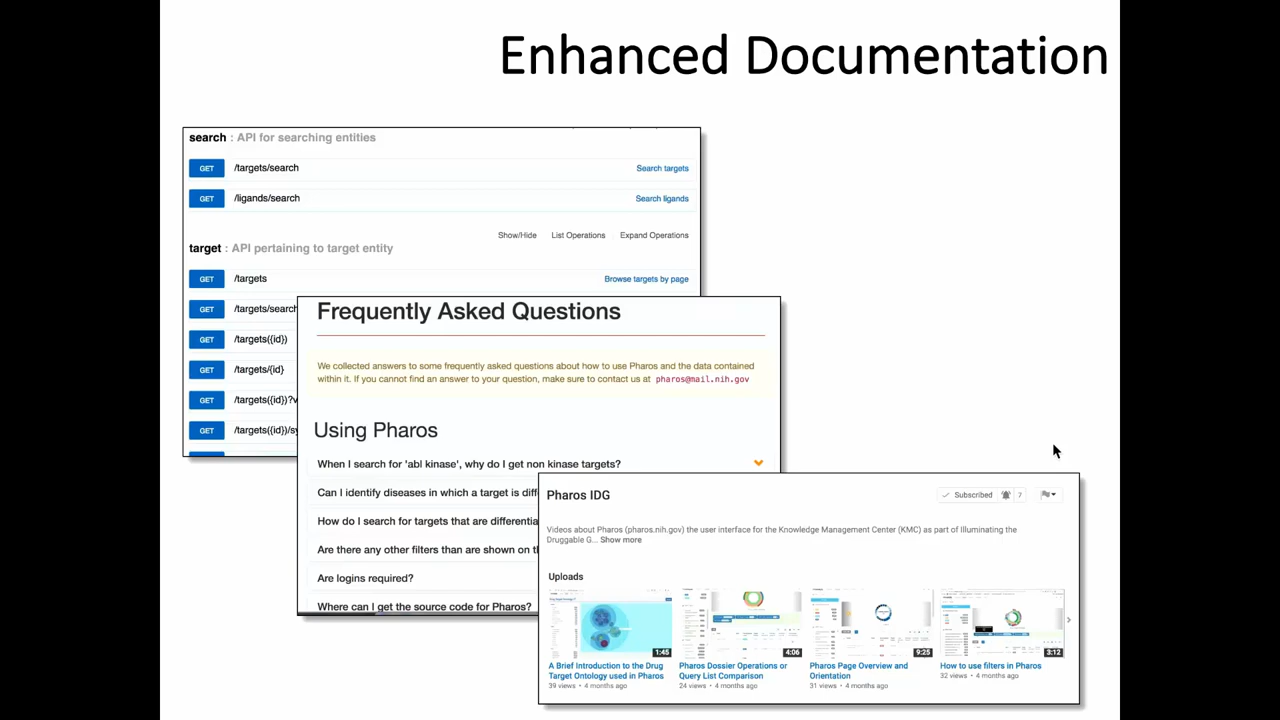 Enhanced Documentation
search : API for searching entities
GET /targets/search Search targets
GET /ligands/search Search ligands
Show/Hide List Operations Expand Operations
target : API pertaining to target entity
GET /targets Browse targets by page
GET /targets/search
GET /targets({id})
GET /targets/{id}
GET /targets({id})?v
GET /targets({id})/sy
Frequently Asked Questions
We collected answers to some frequently asked questions about how to use Pharos and the data contained
within it. If you cannot find an answer to your question, make sure to contact us at pharos@mail.nih.gov
Using Pharos
When I search for 'abl kinase', why do I get non kinase targets?
Can I identify diseases in which a target is diff
How do I search for targets that are differentia
Are there any other filters than are shown on th
Are logins required?
Where can I get the source code for Pharos?
Pharos IDG
Subscribed 7
Videos about Pharos (pharos.nih.gov) the user interface for the Knowledge Management Center (KMC) as part of Illuminating the
Druggable G... Show more
Uploads
1:45 4:06 9:25 3:12
A Brief Introduction to the Drug
Target Ontology used in Pharos
39 views • 4 months ago
Pharos Dossier Operations or
Query List Comparison
24 views • 4 months ago
Pharos Page Overview and
Orientation
31 views • 4 months ago
How to use filters in Pharos
32 views • 4 months ago